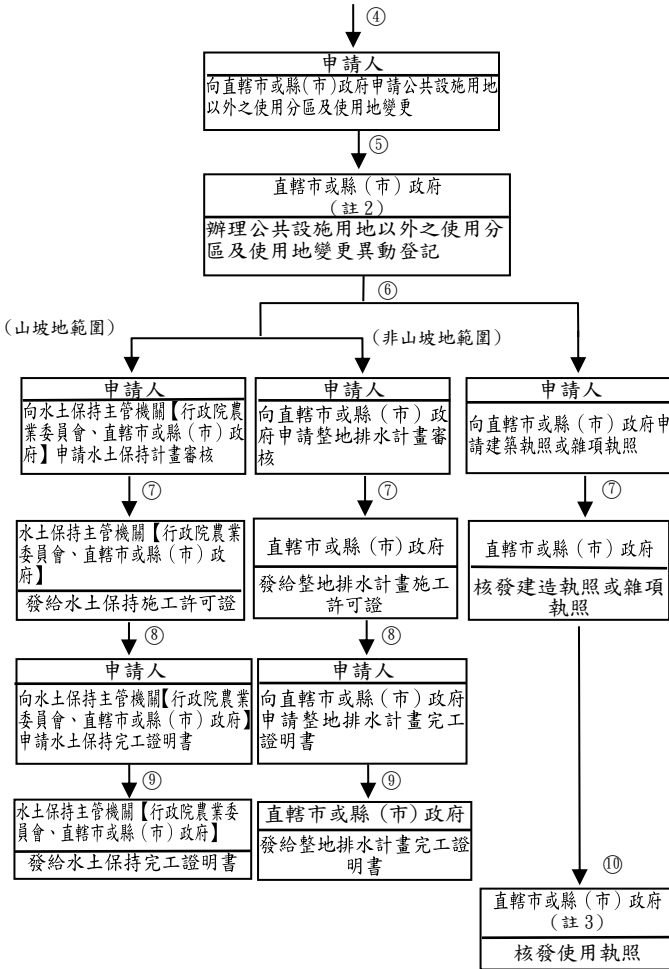 ④
申請人
向直轄市或縣(市)政府申請公共設施用地
以外之使用分區及使用地變更
⑤
直轄市或縣（市）政府
（註2）
辦理公共設施用地以外之使用分
區及使用地變更異動登記
⑥
（山坡地範圍）
（非山坡地範圍）
申請人
向水土保持主管機關【行政院農
業委員會、直轄市或縣（市）政
府】申請水土保持計畫審核
申請人
向直轄市或縣（市）政
府申請整地排水計畫審
核
申請人
向直轄市或縣（市）政府申
請建築執照或雜項執照
⑦
⑦
⑦
水土保持主管機關【行政院農業
委員會、直轄市或縣（市）政
府】
發給水土保持施工許可證
直轄市或縣（市）政府
發給整地排水計畫施工
許可證
直轄市或縣（市）政府
核發建造執照或雜項
執照
⑧
⑧
申請人
向水土保持主管機關【行政院農業
委員會、直轄市或縣（市）政府】
申請水土保持完工證明書
申請人
向直轄市或縣（市）政府
申請整地排水計畫完工
證明書
⑨
⑨
水土保持主管機關【行政院農業委
員會、直轄市或縣（市）政府】
發給水土保持完工證明書
直轄市或縣（市）政府
發給整地排水計畫完工證
明書
⑩
直轄市或縣（市）政府
（註3）
核發使用執照